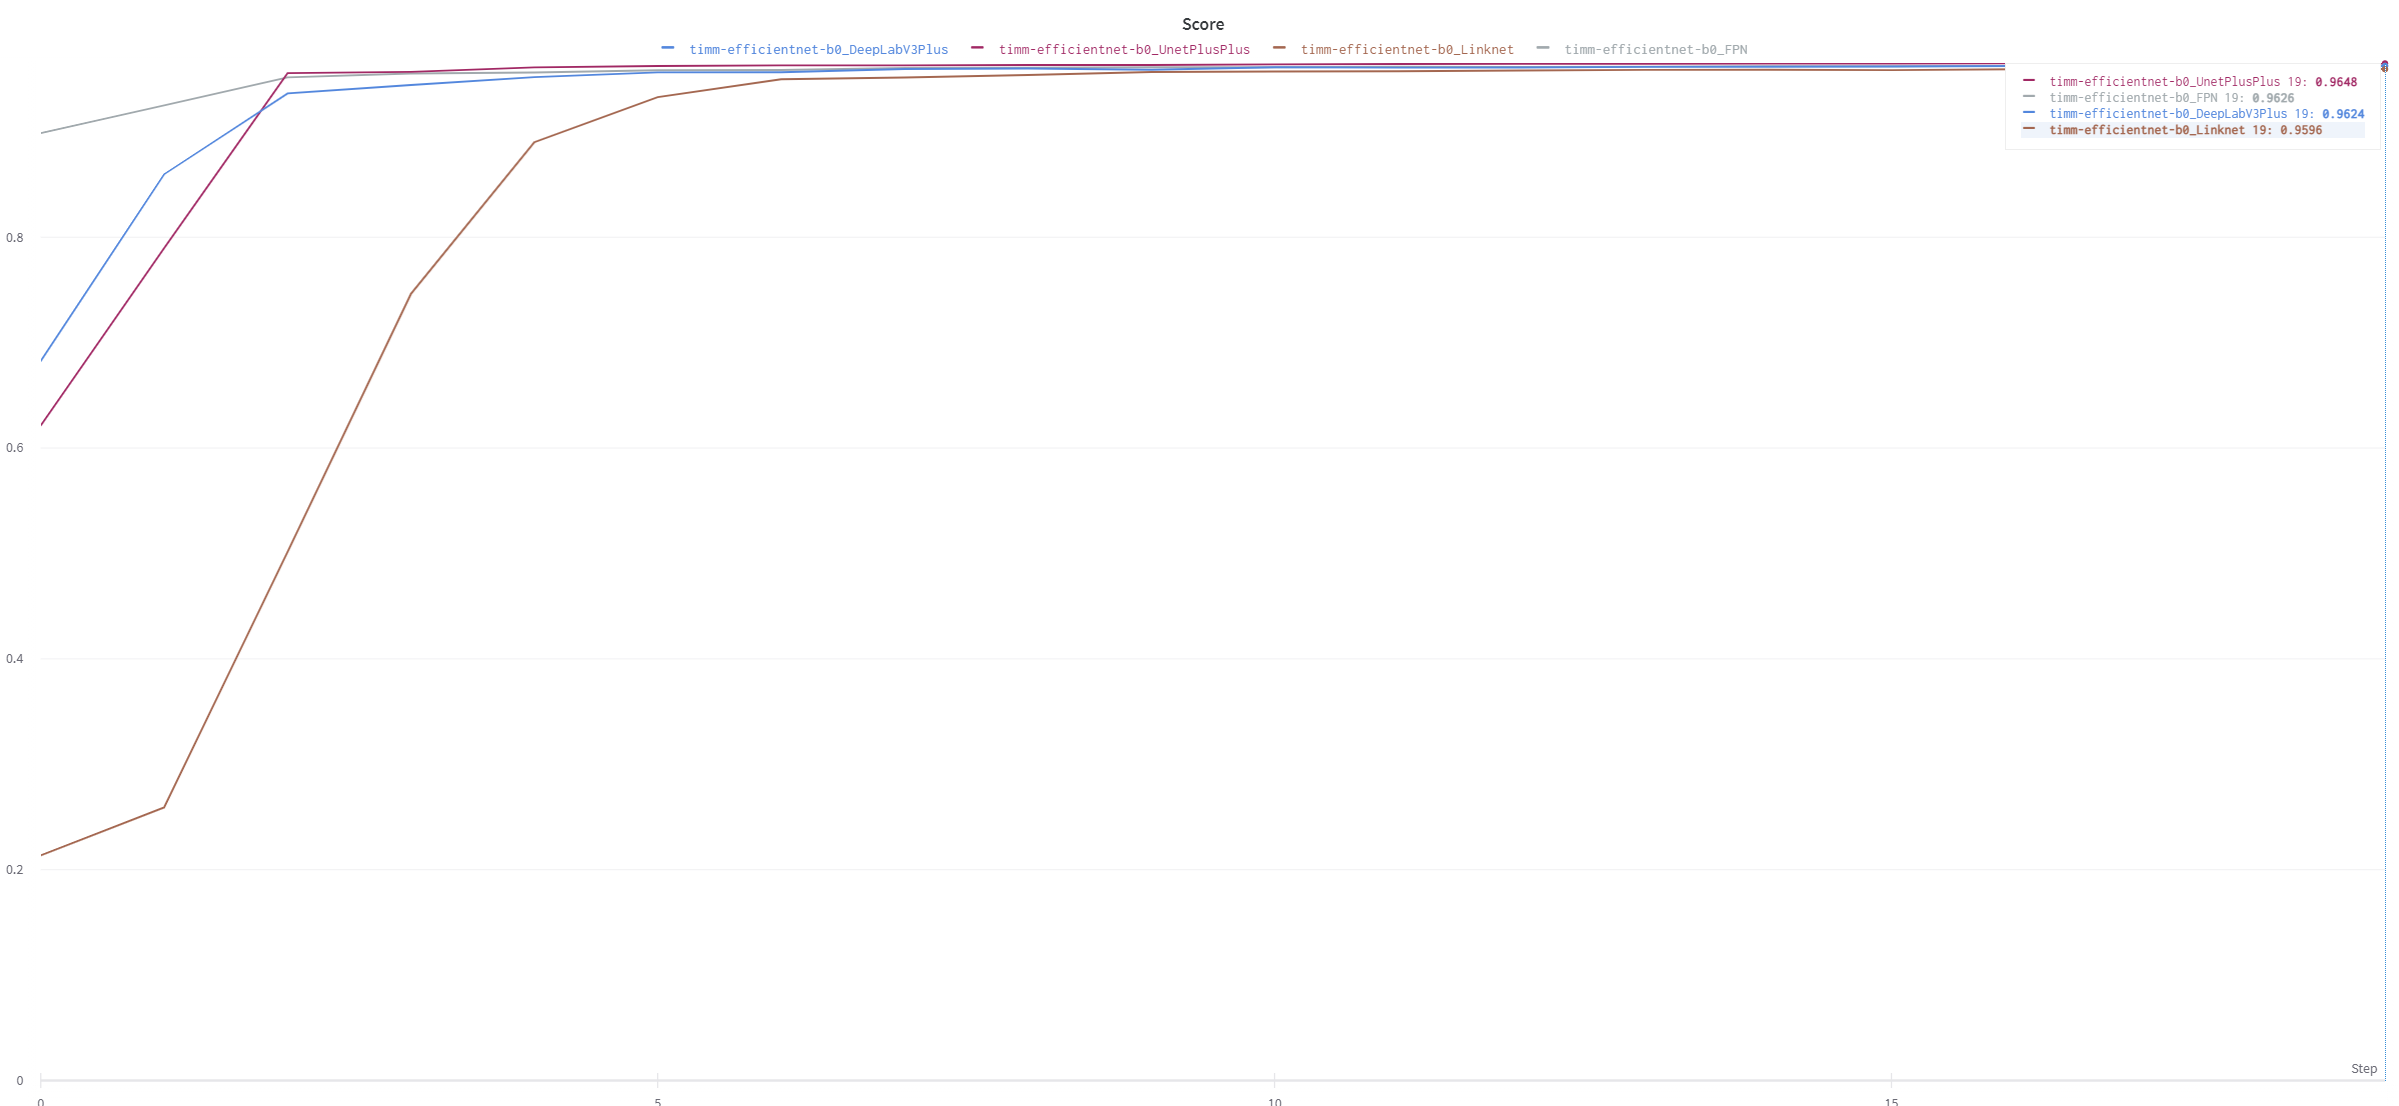 Score
timm-efficientnet-b0_DeepLabV3Plus timm-efficientnet-b0_UnetPlusPlus timm-efficientnet-b0_Linknet timm-efficientnet-b0_FPN
timm-efficientnet-b0_UnetPlusPlus 19: 0.9648
timm-efficientnet-b0_FPN 19: 0.9626
timm-efficientnet-b0_DeepLabV3Plus 19: 0.9624
timm-efficientnet-b0_Linknet 19: 0.9596
0.8
0.6
0.4
0.2
Step
0
0 5 10 15